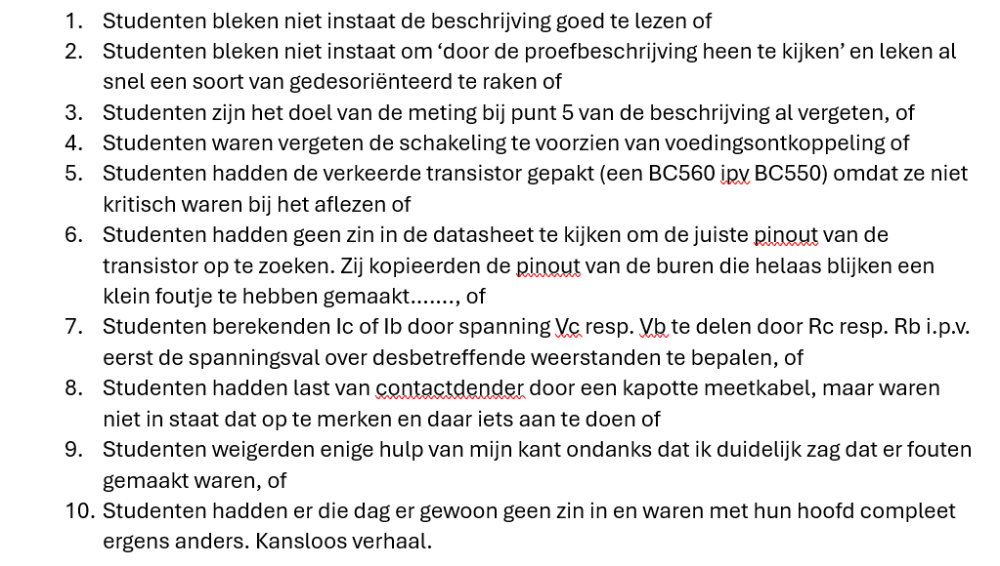 1. Studenten bleken niet instaat de beschrijving goed te lezen of
2. Studenten bleken niet instaat om ‘door de proefbeschrijving heen te kijken’ en leken al
snel een soort van gedesoriënteerd te raken of
3. Studenten zijn het doel van de meting bij punt 5 van de beschrijving al vergeten, of
4. Studenten waren vergeten de schakeling te voorzien van voedingsontkoppeling of
5. Studenten hadden de verkeerde transistor gepakt (een BC560 ipv BC550) omdat ze niet
kritisch waren bij het aflezen of
6. Studenten hadden geen zin in de datasheet te kijken om de juiste pinout van de
transistor op te zoeken. Zij kopieerden de pinout van de buren die helaas blijken een
klein foutje te hebben gemaakt……., of
7. Studenten berekenden Ic of Ib door spanning Vc resp. Vb te delen door Rc resp. Rb i.p.v.
eerst de spanningsval over desbetreffende weerstanden te bepalen, of
8. Studenten hadden last van contactdender door een kapotte meetkabel, maar waren
niet in staat dat op te merken en daar iets aan te doen of
9. Studenten weigerden enige hulp van mijn kant ondanks dat ik duidelijk zag dat er fouten
gemaakt waren, of
10. Studenten hadden er die dag er gewoon geen zin in en waren met hun hoofd compleet
ergens anders. Kansloos verhaal.